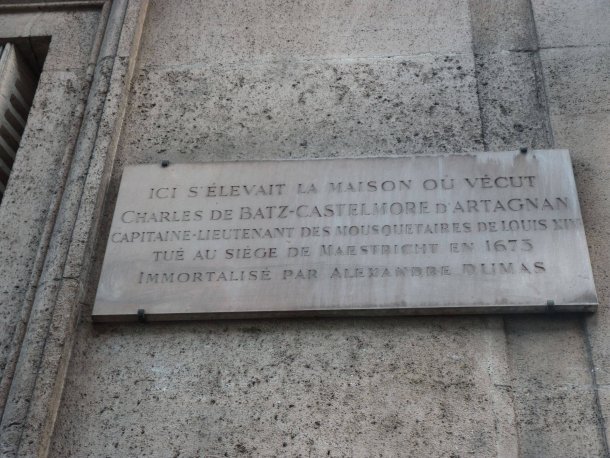 ICI S'ÉLEVAIT LA MAISON OÙ VÉCUT
CHARLES DE BATZ-CASTELMORE D'ARTAGNAN
CAPITAINE-LIEUTENANT DES MOUSQUETAIRES DE LOUIS XIV
TUÉ AU SIÈGE DE MAESTRICHT EN 1673
IMMORTALISÉ PAR ALEXANDRE DUMAS